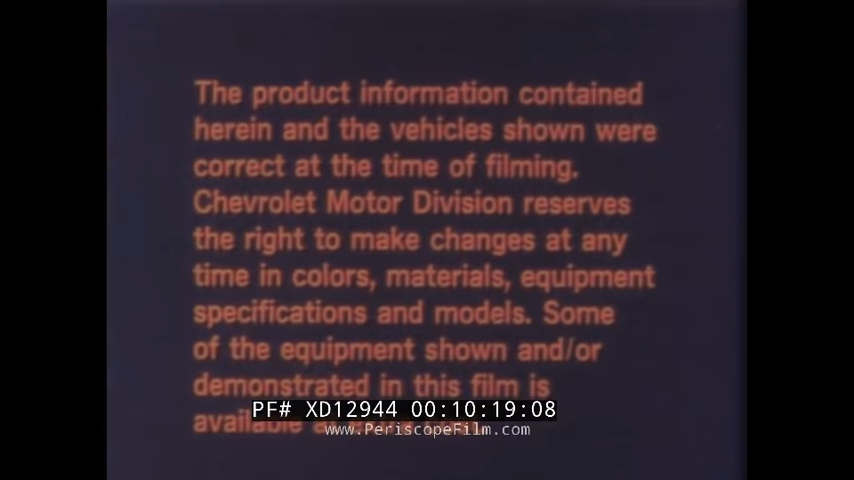 The product information contained
herein and the vehicles shown were
correct at the time of filming.
Chevrolet Motor Division reserves
the right to make changes at any
time in colors, materials, equipment
specifications and models. Some
of the equipment shown and/or
demonstrated in this film is
available
PF# XD12944 00:10:19:08
www.PeriscopeFilm.com